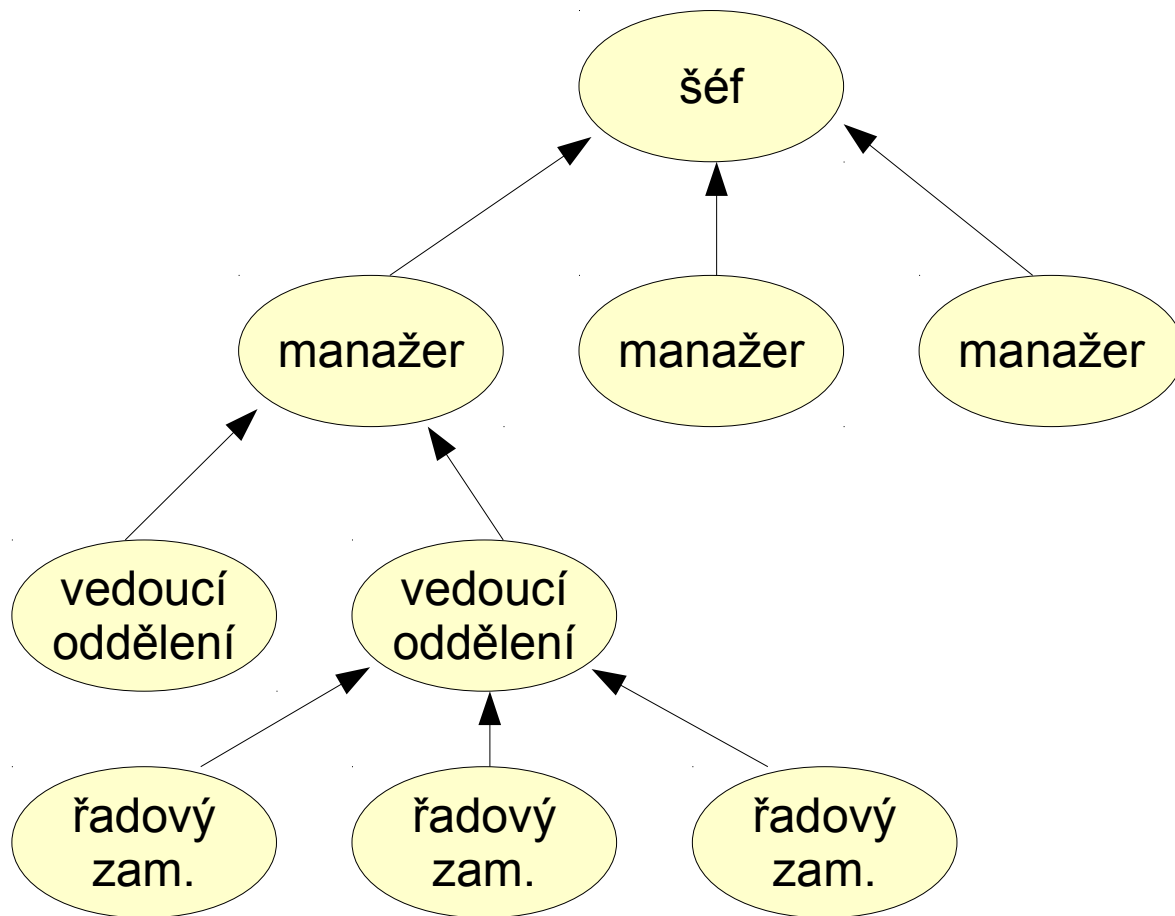 šéf
manažer
manažer
manažer
vedoucí
oddělení
vedoucí
oddělení
řadový
zam.
řadový
zam.
řadový
zam.